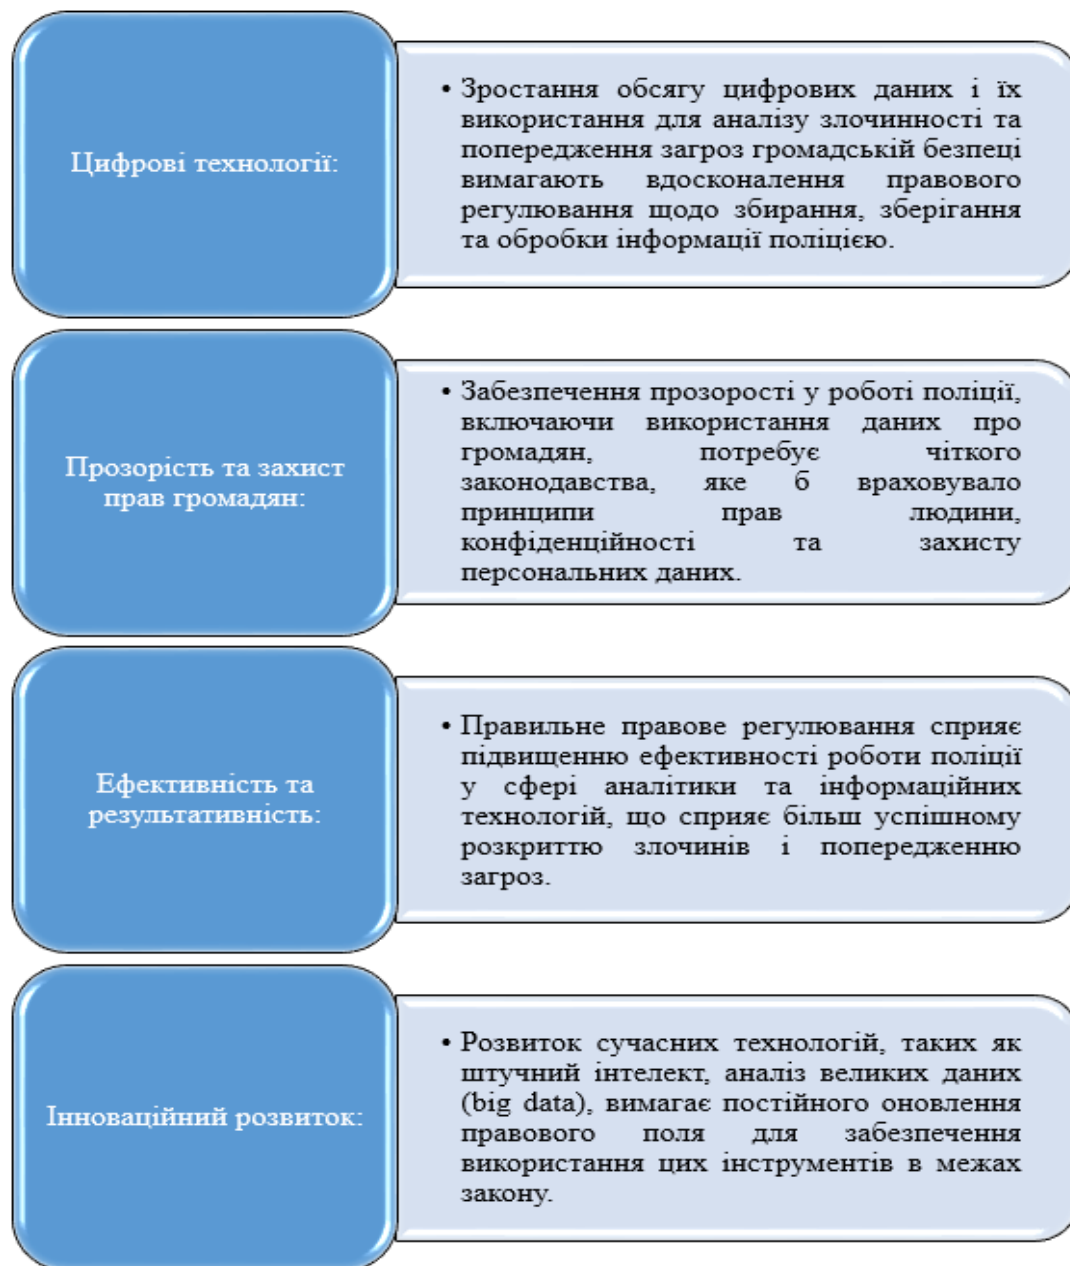 Цифрові технології:
• Зростання обсягу цифрових даних і їх
використання для аналізу злочинності та
попередження загроз громадській безпеці
вимагають вдосконалення правового
регулювання щодо збирання, зберігання
та обробки інформації поліцією.
Прозорість та захист
прав громадян:
• Забезпечення прозорості у роботі поліції,
включаючи використання даних про
громадян, потребує чіткого
законодавства, яке б враховувало
принципи прав людини,
конфіденційності та захисту
персональних даних.
Ефективність та
результативність:
• Правильне правове регулювання сприяє
підвищенню ефективності роботи поліції
у сфері аналітики та інформаційних
технологій, що сприяє більш успішному
розкриттю злочинів і попередженню
загроз.
Інноваційний розвиток:
• Розвиток сучасних технологій, таких як
штучний інтелект, аналіз великих даних
(big data), вимагає постійного оновлення
правового поля для забезпечення
використання цих інструментів в межах
закону.